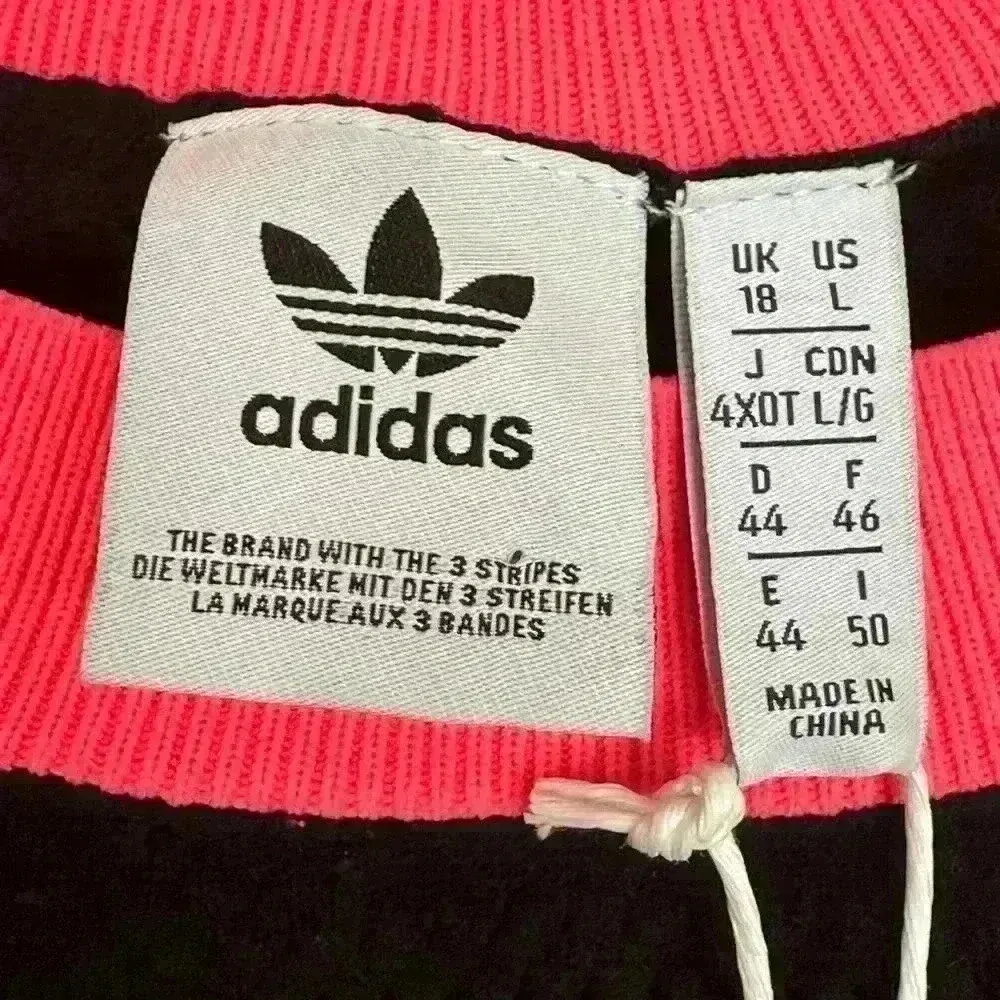 adidas
THE BRAND WITH THE 3 STRIPES
DIE WELTMARKE MIT DEN 3 STREIFEN
LA MARQUE AUX 3 BANDES
UK US
18 L
J CDN
4XOT L/G
D F
44 46
E I
44 50
MADE IN
CHINA